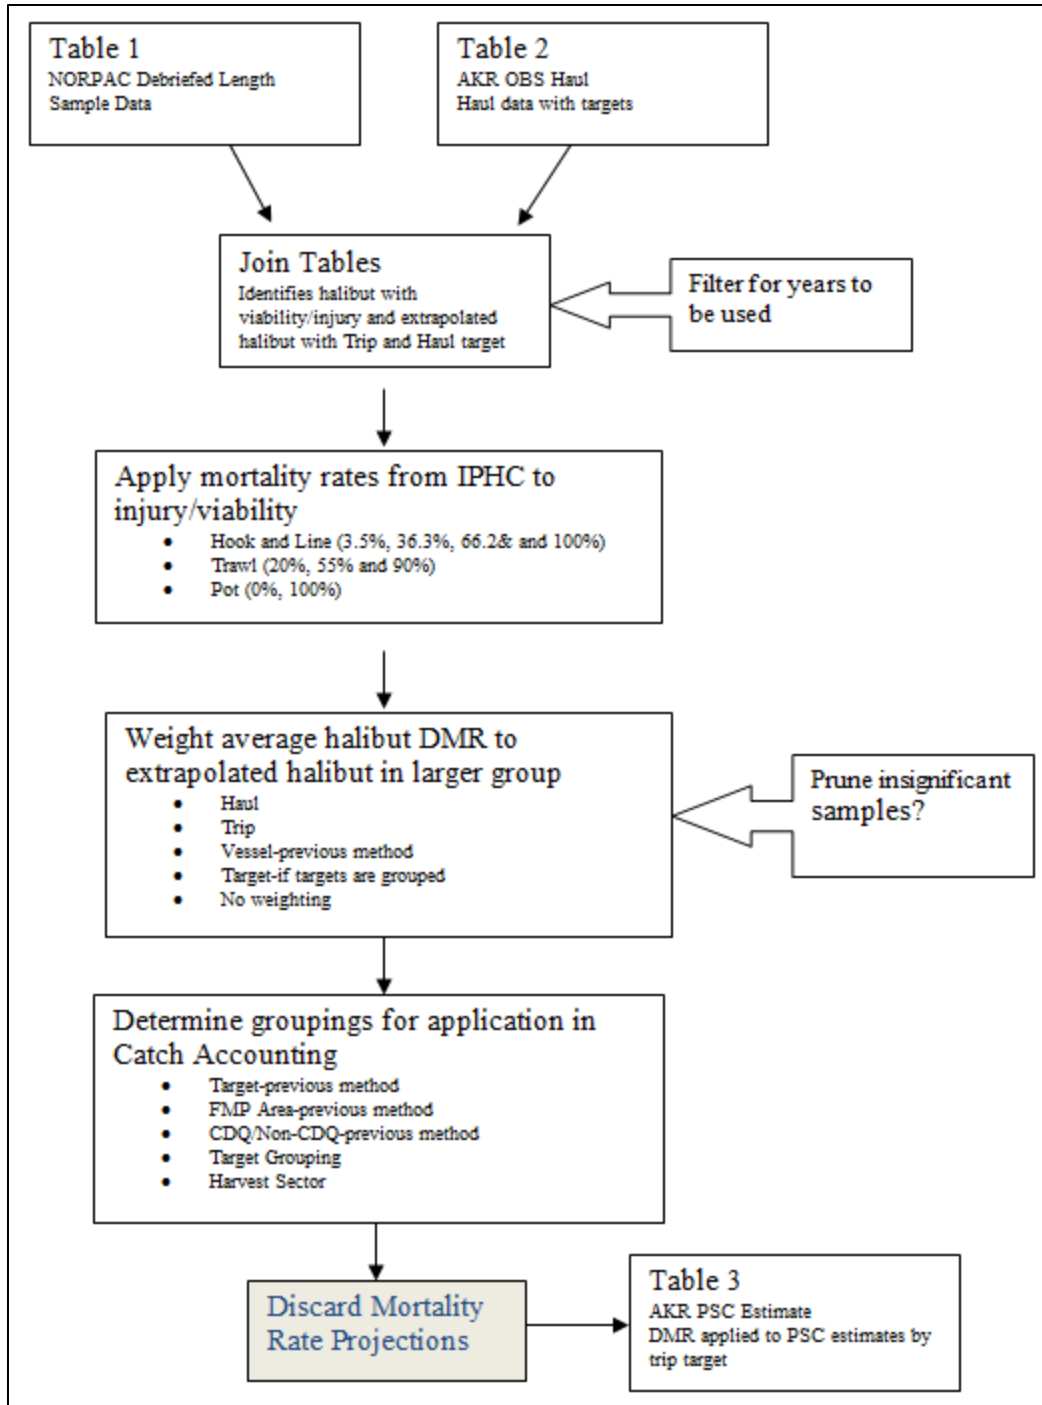 Table 1
NORPAC Debriefed Length
Sample Data
Table 2
AKR OBS Haul
Haul data with targets
Join Tables
Identifies halibut with
viability/injury and extrapolated
halibut with Trip and Haul target
Filter for years to
be used
Apply mortality rates from IPHC to
injury/viability
• Hook and Line (3.5%, 36.3%, 66.2& and 100%)
• Trawl (20%, 55% and 90%)
• Pot (0%, 100%)
Weight average halibut DMR to
extrapolated halibut in larger group
• Haul
• Trip
• Vessel-previous method
• Target-if targets are grouped
• No weighting
Prune insignificant
samples?
Determine groupings for application in
Catch Accounting
• Target-previous method
• FMP Area-previous method
• CDQ/Non-CDQ-previous method
• Target Grouping
• Harvest Sector
Discard Mortality
Rate Projections
Table 3
AKR PSC Estimate
DMR applied to PSC estimates by
trip target